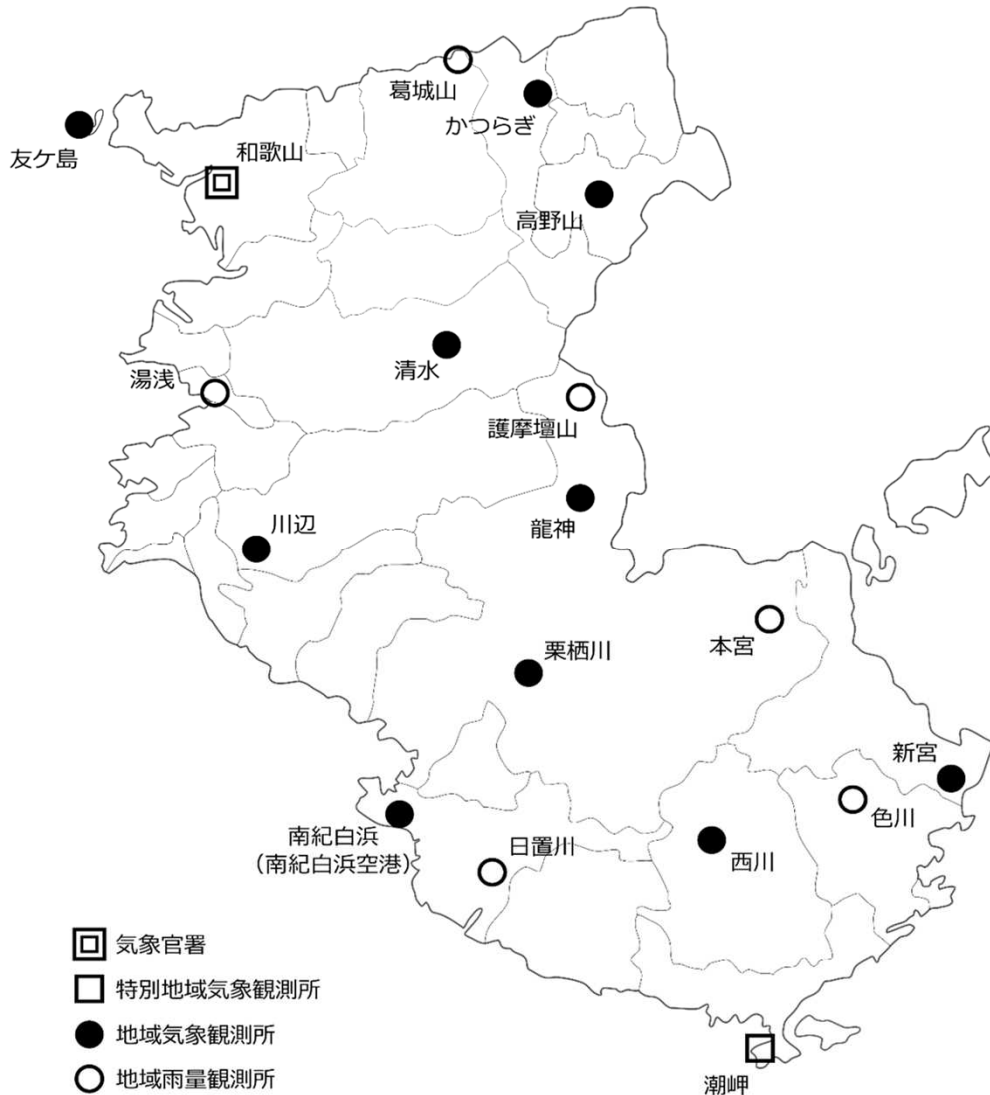 葛城山
かつらぎ
友ケ島
和歌山
高野山
清水
湯浅
護摩壇山
龍神
川辺
本宮
栗栖川
新宮
色川
南紀白浜
(南紀白浜空港)
日置川
西川
気象官署
特別地域気象観測所
地域気象観測所
地域雨量観測所
潮岬